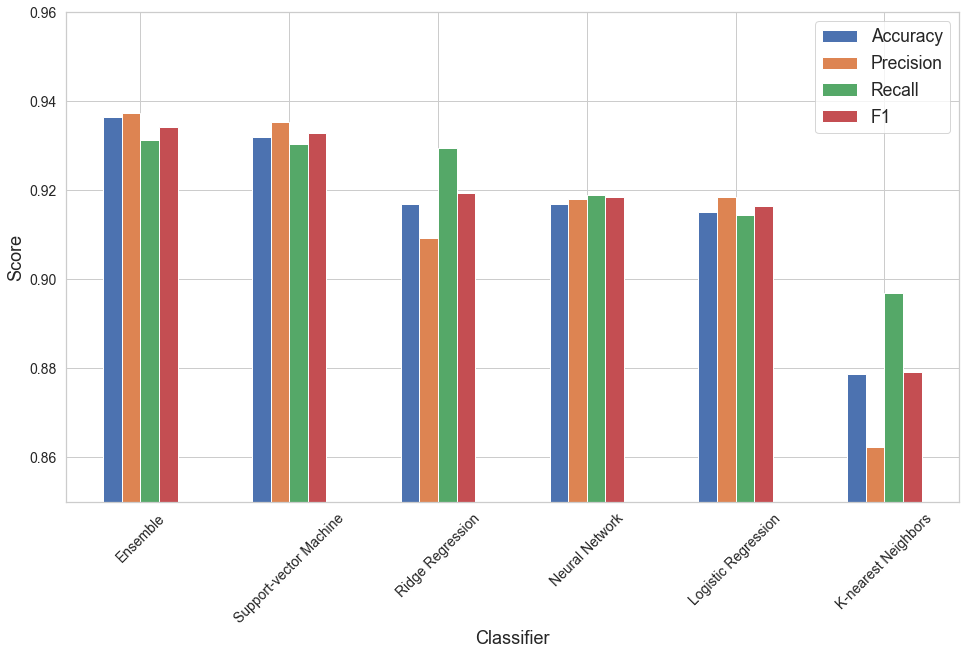 0.96
0.94
0.92
0.90
0.88
0.86
Score
Accuracy
Precision
Recall
F1
Ensemble
Support-vector Machine
Ridge Regression
Neural Network
Logistic Regression
K-nearest Neighbors
Classifier